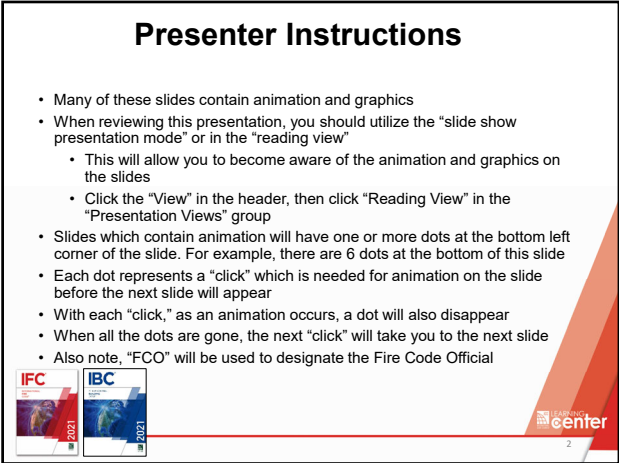 Presenter Instructions
• Many of these slides contain animation and graphics
• When reviewing this presentation, you should utilize the “slide show
presentation mode” or in the “reading view”
• This will allow you to become aware of the animation and graphics on
the slides
• Click the “View” in the header, then click “Reading View” in the
“Presentation Views” group
• Slides which contain animation will have one or more dots at the bottom left
corner of the slide. For example, there are 6 dots at the bottom of this slide
• Each dot represents a “click” which is needed for animation on the slide
before the next slide will appear
• With each “click,” as an animation occurs, a dot will also disappear
• When all the dots are gone, the next “click” will take you to the next slide
• Also note, “FCO” will be used to designate the Fire Code Official
IFC
2021
IBC
2021
LEARNING
center
2